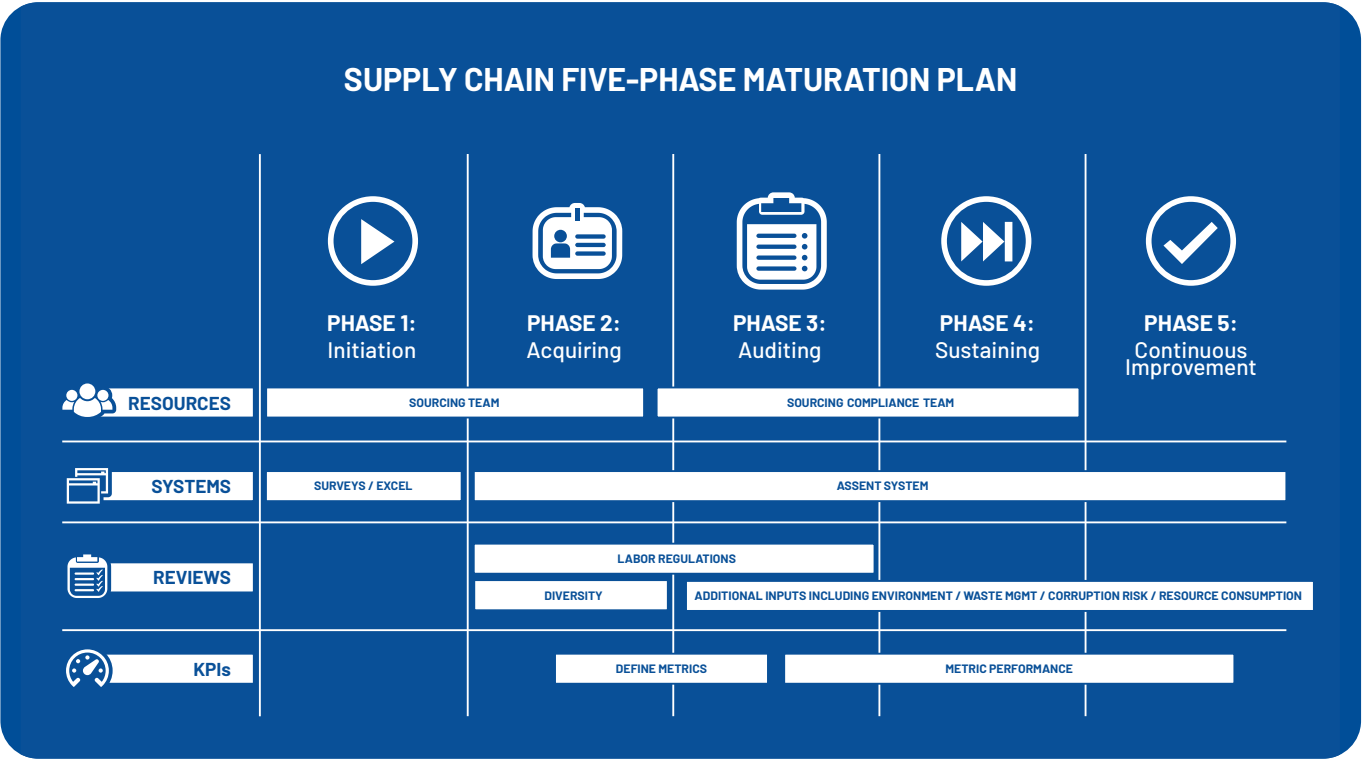 SUPPLY CHAIN FIVE-PHASE MATURATION PLAN
PHASE 1:
Initiation
PHASE 2:
Acquiring
PHASE 3:
Auditing
PHASE 4:
Sustaining
PHASE 5:
Continuous
Improvement
RESOURCES
SOURCING TEAM
SOURCING COMPLIANCE TEAM
SYSTEMS
SURVEYS / EXCEL
ASSENT SYSTEM
REVIEWS
LABOR REGULATIONS
DIVERSITY
ADDITIONAL INPUTS INCLUDING ENVIRONMENT / WASTE MGMT / CORRUPTION RISK / RESOURCE CONSUMPTION
KPIs
DEFINE METRICS
METRIC PERFORMANCE